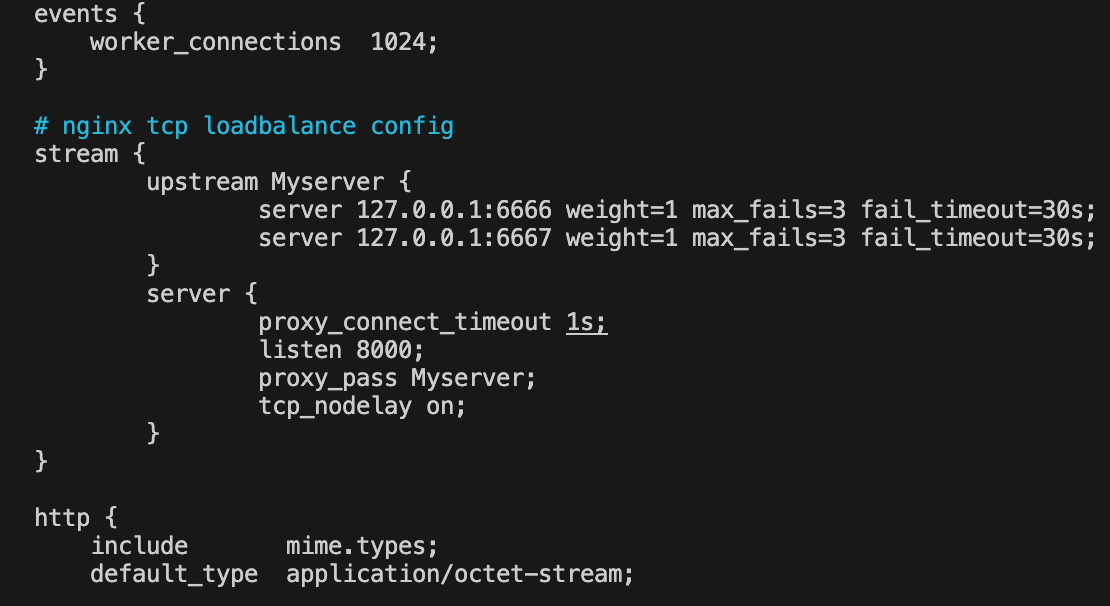 events {
    worker_connections  1024;
}

# nginx tcp loadbalance config
stream {
        upstream Myserver {
                server 127.0.0.1:6666 weight=1 max_fails=3 fail_timeout=30s;
                server 127.0.0.1:6667 weight=1 max_fails=3 fail_timeout=30s;
        }
        server {
                proxy_connect_timeout 1s;
                listen 8000;
                proxy_pass Myserver;
                tcp_nodelay on;
        }
}

http {
    include       mime.types;
    default_type  application/octet-stream;